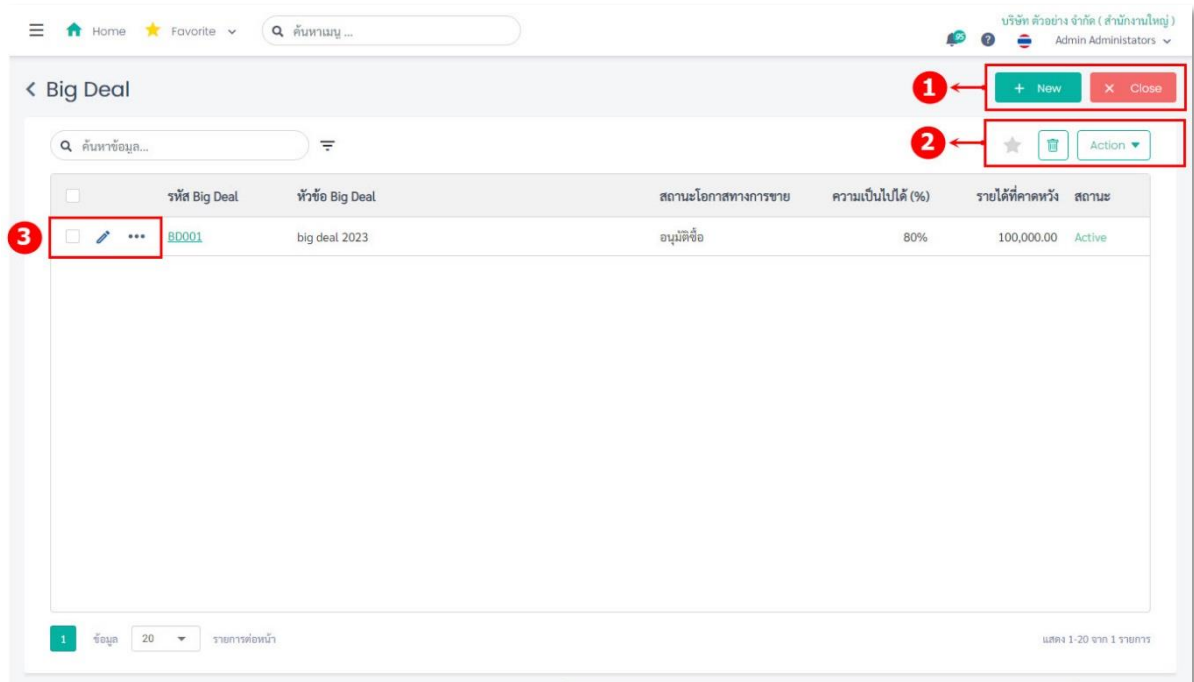 บริษัท ตัวอย่าง จำกัด ( สำนักงานใหญ่ )
Home Favorite ค้นหาเมนู ... 95 Admin Administators
Big Deal 1 + New × Close
ค้นหาข้อมูล... 2 Action
รหัส Big Deal หัวข้อ Big Deal สถานะโอกาสทางการขาย ความเป็นไปได้ (%) รายได้ที่คาดหวัง สถานะ
3 BD001 big deal 2023 อนุมัติซื้อ 80% 100,000.00 Active
1 ข้อมูล 20 รายการต่อหน้า แสดง 1-20 จาก 1 รายการ